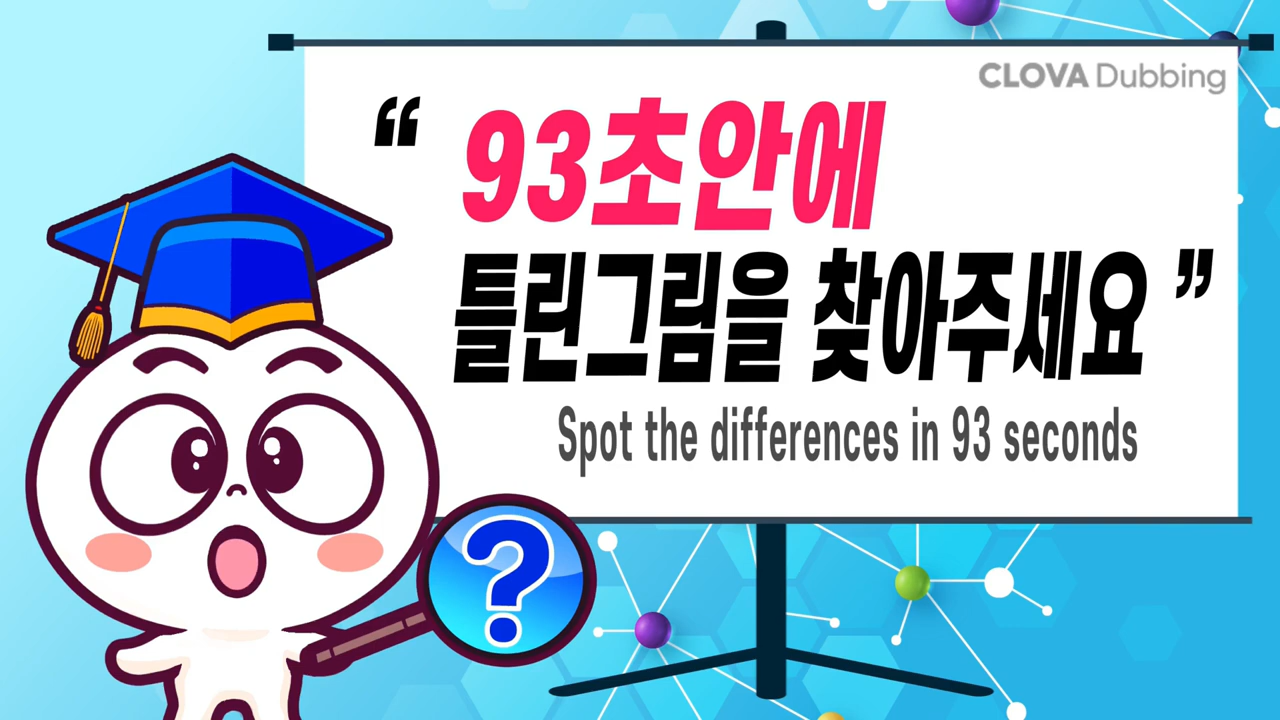 CLOVA Dubbing
“ 93초안에
틀린그림을 찾아주세요 ”
Spot the differences in 93 seconds
?